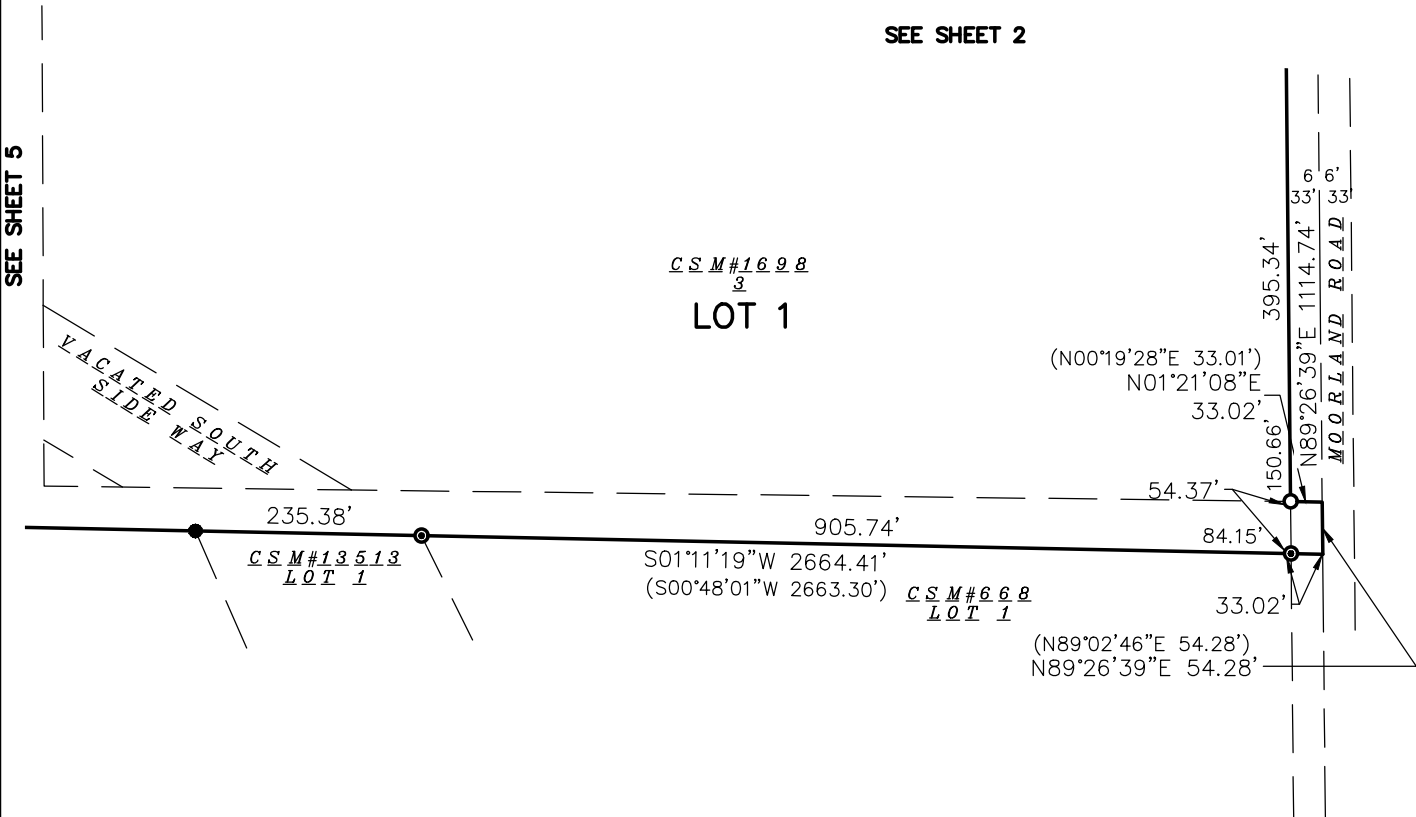 SEE SHEET 2
SEE SHEET 5
6 6'
33' 33'
CSM#1698
3
LOT 1
395.34'
N89°26'39"E 1114.74'
MOORLAND ROAD
VACATED SOUTH
SIDE WAY
(N00°19'28"E 33.01')
N01°21'08"E
33.02'
150.66'
54.37'
235.38'
905.74'
84.15'
CSM#13513
LOT 1
S01°11'19"W 2664.41'
(S00°48'01"W 2663.30')
CSM#668
LOT 1
33.02'
(N89°02'46"E 54.28')
N89°26'39"E 54.28'